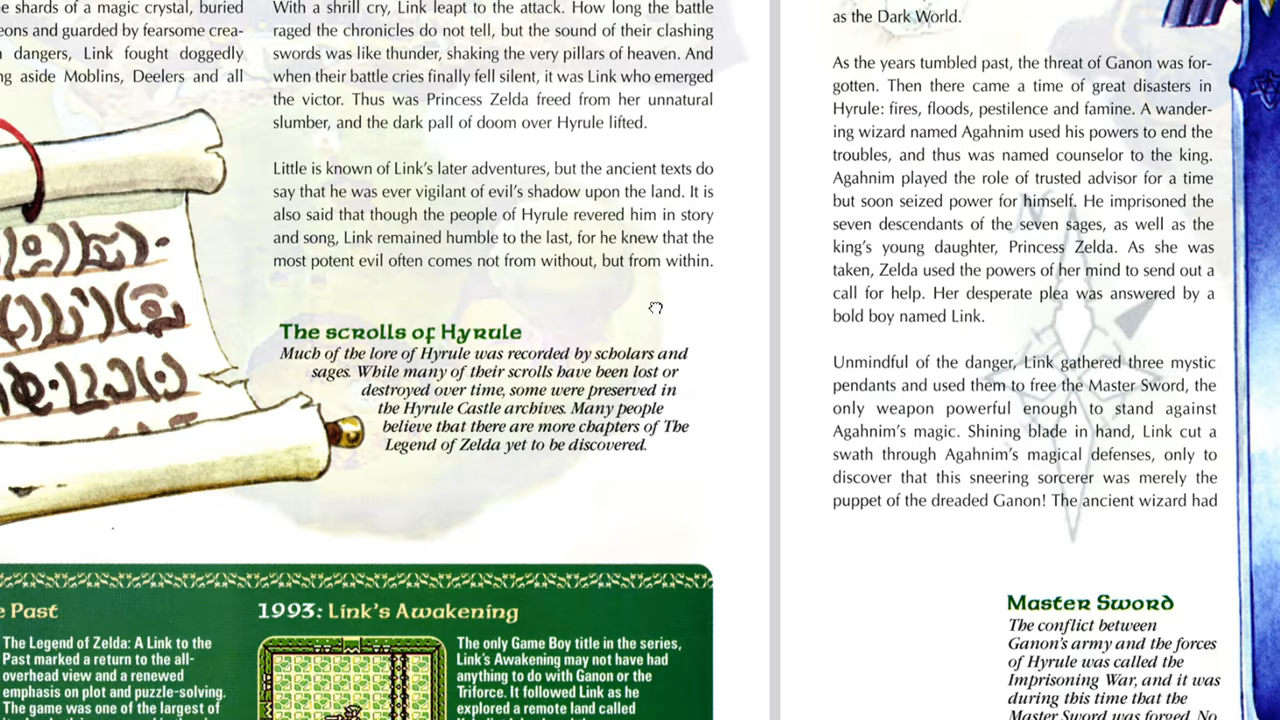 e shards of a magic crystal, buried
eons and guarded by fearsome crea-
n dangers, Link fought doggedly
ng aside Moblins, Deelers and all
With a shrill cry, Link leapt to the attack. How long the battle
raged the chronicles do not tell, but the sound of their clashing
swords was like thunder, shaking the very pillars of heaven. And
when their battle cries finally fell silent, it was Link who emerged
the victor. Thus was Princess Zelda freed from her unnatural
slumber, and the dark pall of doom over Hyrule lifted.
Little is known of Link's later adventures, but the ancient texts do
say that he was ever vigilant of evil's shadow upon the land. It is
also said that though the people of Hyrule revered him in story
and song, Link remained humble to the last, for he knew that the
most potent evil often comes not from without, but from within.
The scrolls of Hyrule
Much of the lore of Hyrule was recorded by scholars and
sages. While many of their scrolls have been lost or
destroyed over time, some were preserved in
the Hyrule Castle archives. Many people
believe that there are more chapters of The
Legend of Zelda yet to be discovered.
e Past
The Legend of Zelda: A Link to the
Past marked a return to the all-
overhead view and a renewed
emphasis on plot and puzzle-solving.
The game was one of the largest of
1993: Link's Awakening
The only Game Boy title in the series,
Link's Awakening may not have had
anything to do with Ganon or the
Triforce. It followed Link as he
explored a remote land called
as the Dark World.
As the years tumbled past, the threat of Ganon was for-
gotten. Then there came a time of great disasters in
Hyrule: fires, floods, pestilence and famine. A wander-
ing wizard named Agahnim used his powers to end the
troubles, and thus was named counselor to the king.
Agahnim played the role of trusted advisor for a time
but soon seized power for himself. He imprisoned the
seven descendants of the seven sages, as well as the
king's young daughter, Princess Zelda. As she was
taken, Zelda used the powers of her mind to send out a
call for help. Her desperate plea was answered by a
bold boy named Link.
Unmindful of the danger, Link gathered three mystic
pendants and used them to free the Master Sword, the
only weapon powerful enough to stand against
Agahnim's magic. Shining blade in hand, Link cut a
swath through Agahnim's magical defenses, only to
discover that this sneering sorcerer was merely the
puppet of the dreaded Ganon! The ancient wizard had
Master Sword
The conflict between
Ganon's army and the forces
of Hyrule was called the
Imprisoning War, and it was
during this time that the
Master Sword was forged. No